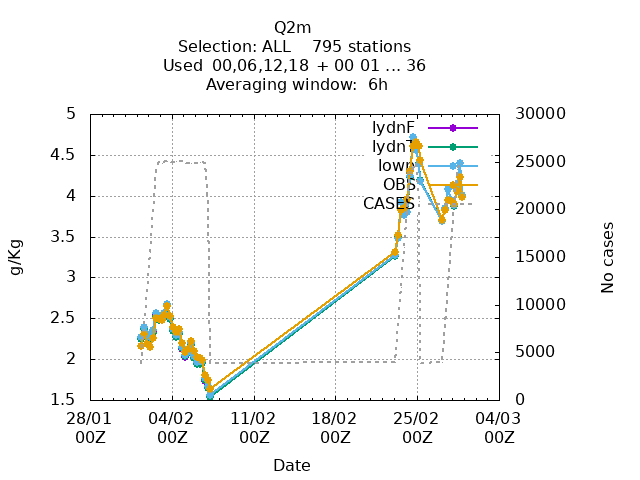 Q2m
Selection: ALL    795 stations
Used  00,06,12,18  + 00 01 ... 36
Averaging window:  6h
5
4.5
4
3.5
3
2.5
2
1.5
30000
25000
20000
15000
10000
5000
0
g/Kg
No cases
lydnF
lydnT
OBS
CASES
28/01 00Z
04/02 00Z
11/02 00Z
18/02 00Z
25/02 00Z
04/03 00Z
Date